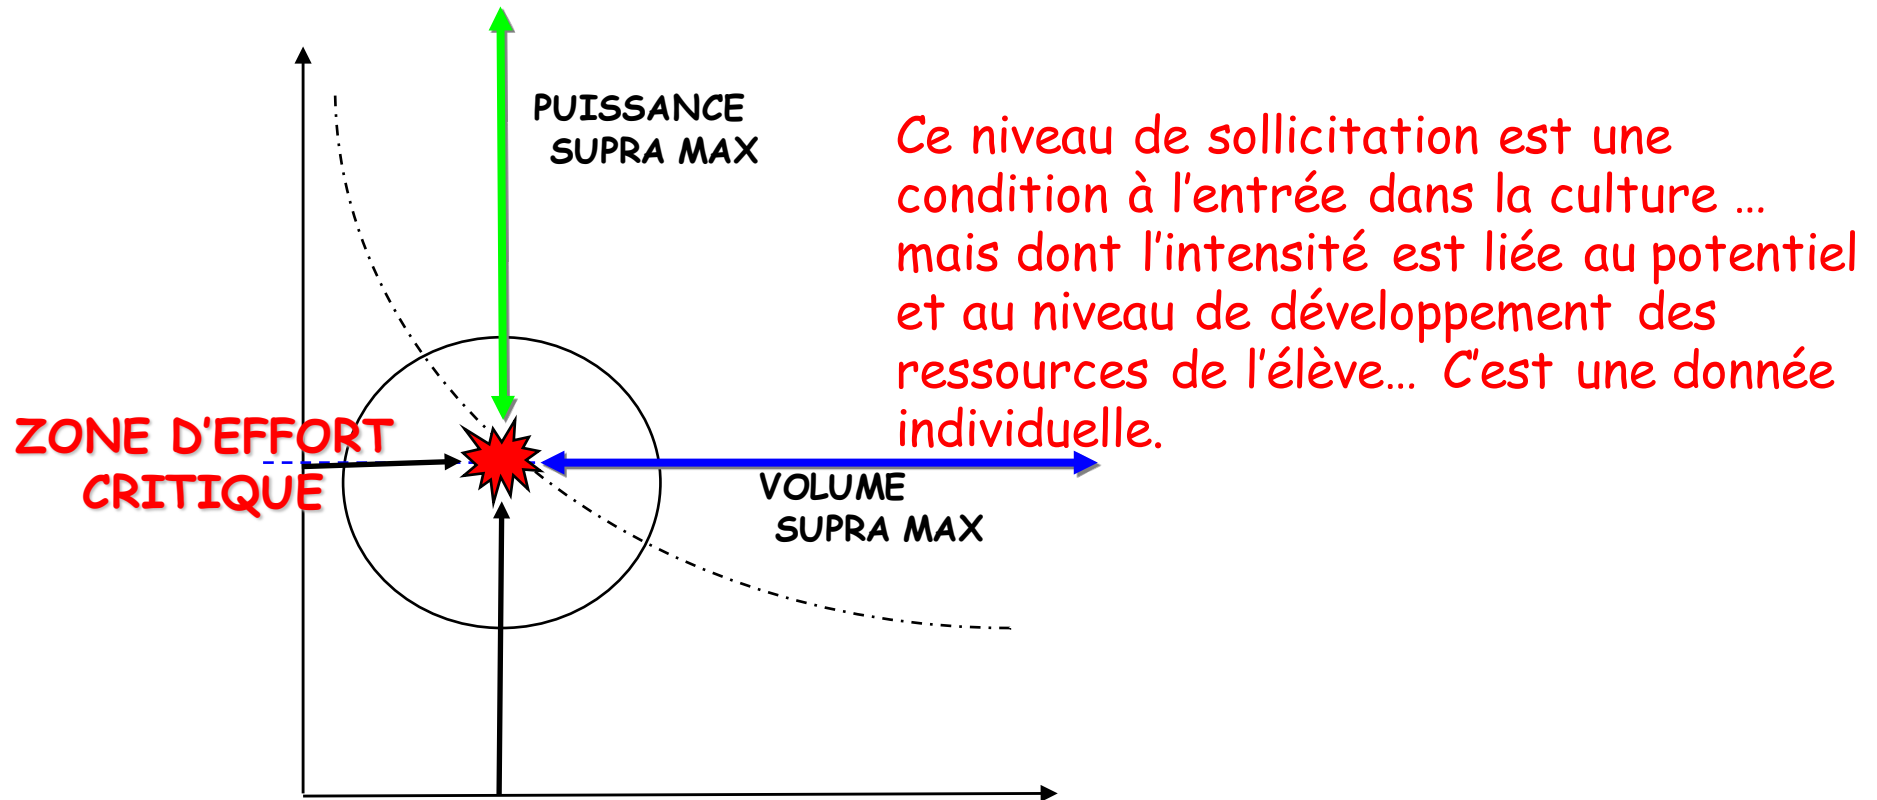 PUISSANCE
SUPRA MAX
Ce niveau de sollicitation est une
condition à l’entrée dans la culture …
mais dont l’intensité est liée au potentiel
et au niveau de développement des
ressources de l’élève… C’est une donnée
individuelle.
ZONE D’EFFORT
CRITIQUE
VOLUME
SUPRA MAX